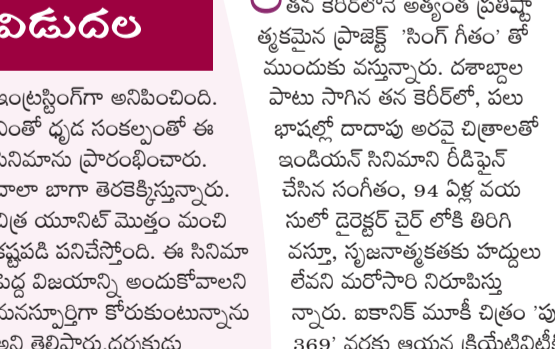 విడుదల
ఇంట్రస్టింగ్‌గా అనిపించింది.
ఎంతో ధృడ సంకల్పంతో ఈ
సినిమాను ప్రారంభించారు.
చాలా బాగా తెరకెక్కిస్తున్నారు.
చిత్ర యూనిట్ మొత్తం మంచి
కష్టపడి పనిచేస్తోంది. ఈ సినిమా
పెద్ద విజయాన్ని అందుకోవాలని
మనస్ఫూర్తిగా కోరుకుంటున్నాను
అని తెలిపారు.దర్శకుడు
తన కెరీర్‌లోనే అత్యంత ప్రతిష్ఠా
త్మకమైన ప్రాజెక్ట్ 'సింగ్ గీతం' తో
ముందుకు వస్తున్నారు. దశాబ్దాల
పాటు సాగిన తన కెరీర్‌లో, పలు
భాషల్లో దాదాపు అరవై చిత్రాలతో
ఇండియన్ సినిమాని రీడిఫైన్
చేసిన సంగీతం, 94 ఏళ్ల వయ
సులో డైరెక్టర్ చైర్ లోకి తిరిగి
వస్తూ, సృజనాత్మకతకు హద్దులు
లేవని మరోసారి నిరూపిస్తు
న్నారు. ఐకానిక్ మూకీ చిత్రం 'పు
369' వరకు ఆయన క్రియేటివిటీకి